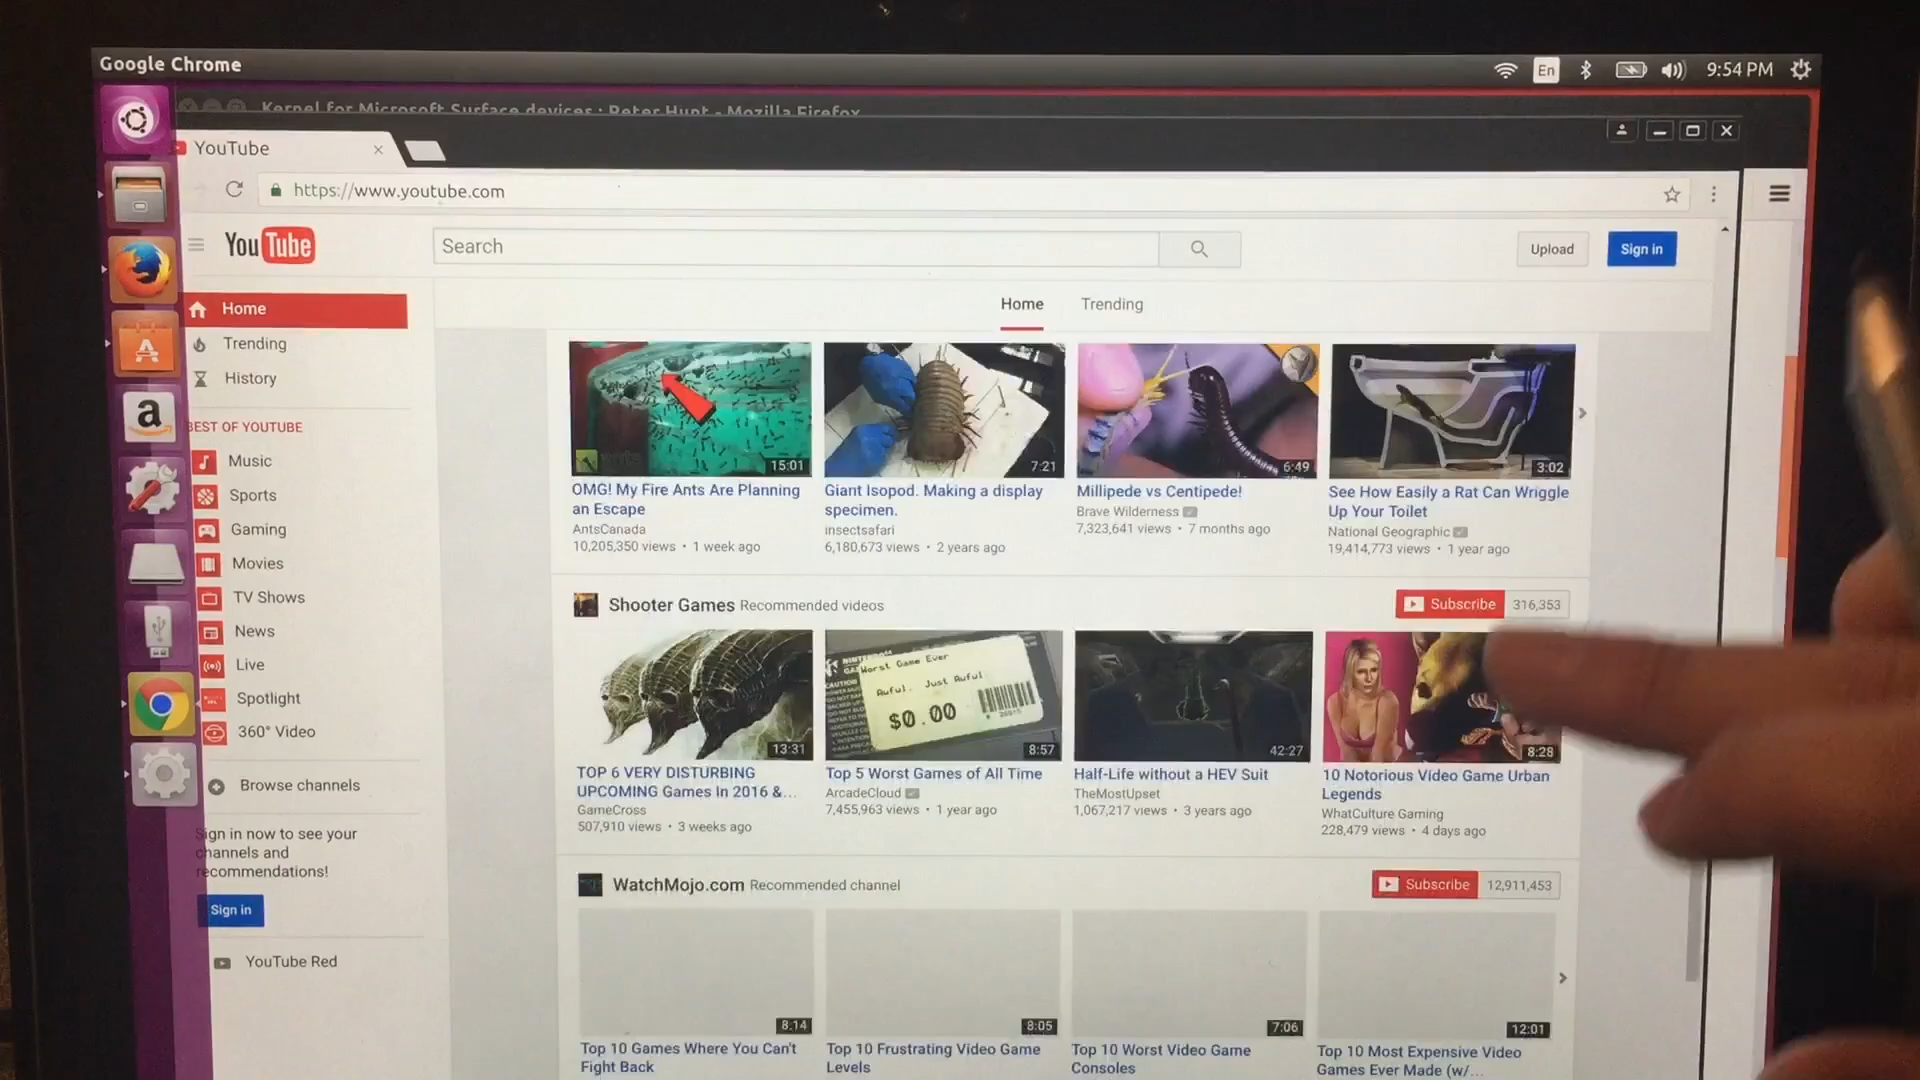 Google Chrome
En
9:54 PM
Kernel for Microsoft Surface devices : Peter Hunt - Mozilla Firefox
YouTube
https://www.youtube.com
YouTube
Search
Upload
Sign in
Home
Trending
History
BEST OF YOUTUBE
Music
Sports
Gaming
Movies
TV Shows
News
Live
Spotlight
360° Video
Browse channels
Sign in now to see your
channels and
recommendations!
Sign in
YouTube Red
Home
Trending
15:01
OMG! My Fire Ants Are Planning
an Escape
AntsCanada
10,205,350 views • 1 week ago
7:21
Giant Isopod. Making a display
specimen.
insectsafari
6,180,673 views • 2 years ago
6:49
Millipede vs Centipede!
Brave Wilderness
7,323,641 views • 7 months ago
3:02
See How Easily a Rat Can Wriggle
Up Your Toilet
National Geographic
19,414,773 views • 1 year ago
Shooter Games Recommended videos
Subscribe 316,353
13:31
TOP 6 VERY DISTURBING
UPCOMING Games In 2016 &...
GameCross
507,910 views • 3 weeks ago
Worst Game Ever
Awful. Just Awful.
$0.00
8:57
Top 5 Worst Games of All Time
ArcadeCloud
7,455,963 views • 1 year ago
42:27
Half-Life without a HEV Suit
TheMostUpset
1,067,217 views • 3 years ago
8:28
10 Notorious Video Game Urban
Legends
WhatCulture Gaming
228,479 views • 4 days ago
WatchMojo.com Recommended channel
Subscribe 12,911,453
8:14
Top 10 Games Where You Can't
Fight Back
8:05
Top 10 Frustrating Video Game
Levels
7:06
Top 10 Worst Video Game
Consoles
12:01
Top 10 Most Expensive Video
Games Ever Made (w/...